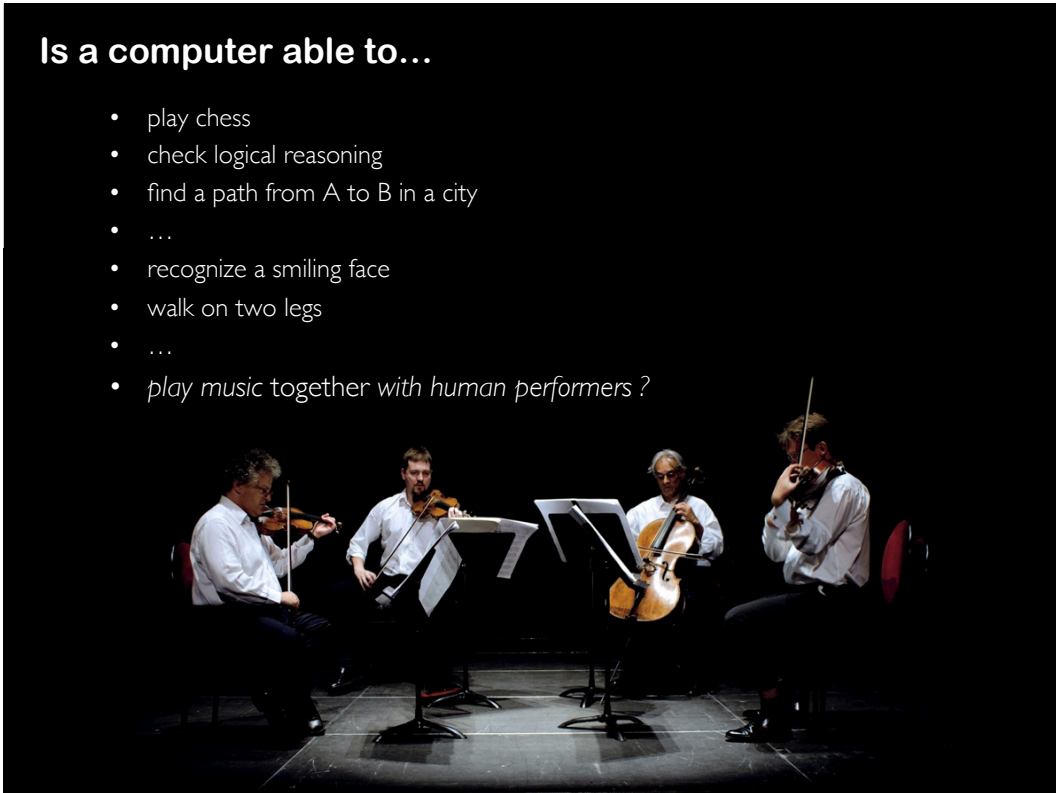 Is a computer able to…
• play chess
• check logical reasoning
• find a path from A to B in a city
• …
• recognize a smiling face
• walk on two legs
• …
• play music together with human performers ?